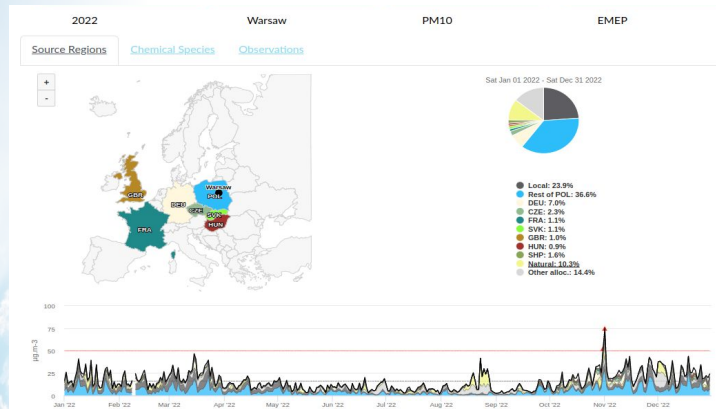 2022 Warsaw PM10 EMEP
Source Regions Chemical Species Observations
+
-
Sat Jan 01 2022 - Sat Dec 31 2022
Warsaw
POL
GBR
DEU
CZE
SVK
HUN
FRA
Local: 23.9%
Rest of POL: 36.6%
DEU: 7.0%
CZE: 2.3%
FRA: 1.1%
SVK: 1.1%
GBR: 1.0%
HUN: 0.9%
SHP: 1.6%
Natural: 10.3%
Other alloc.: 14.4%
µg.m-3
100
75
50
25
0
Jan '22 Feb '22 Mar '22 Apr '22 May '22 Jun '22 Jul '22 Aug '22 Sep '22 Oct '22 Nov '22 Dec '22